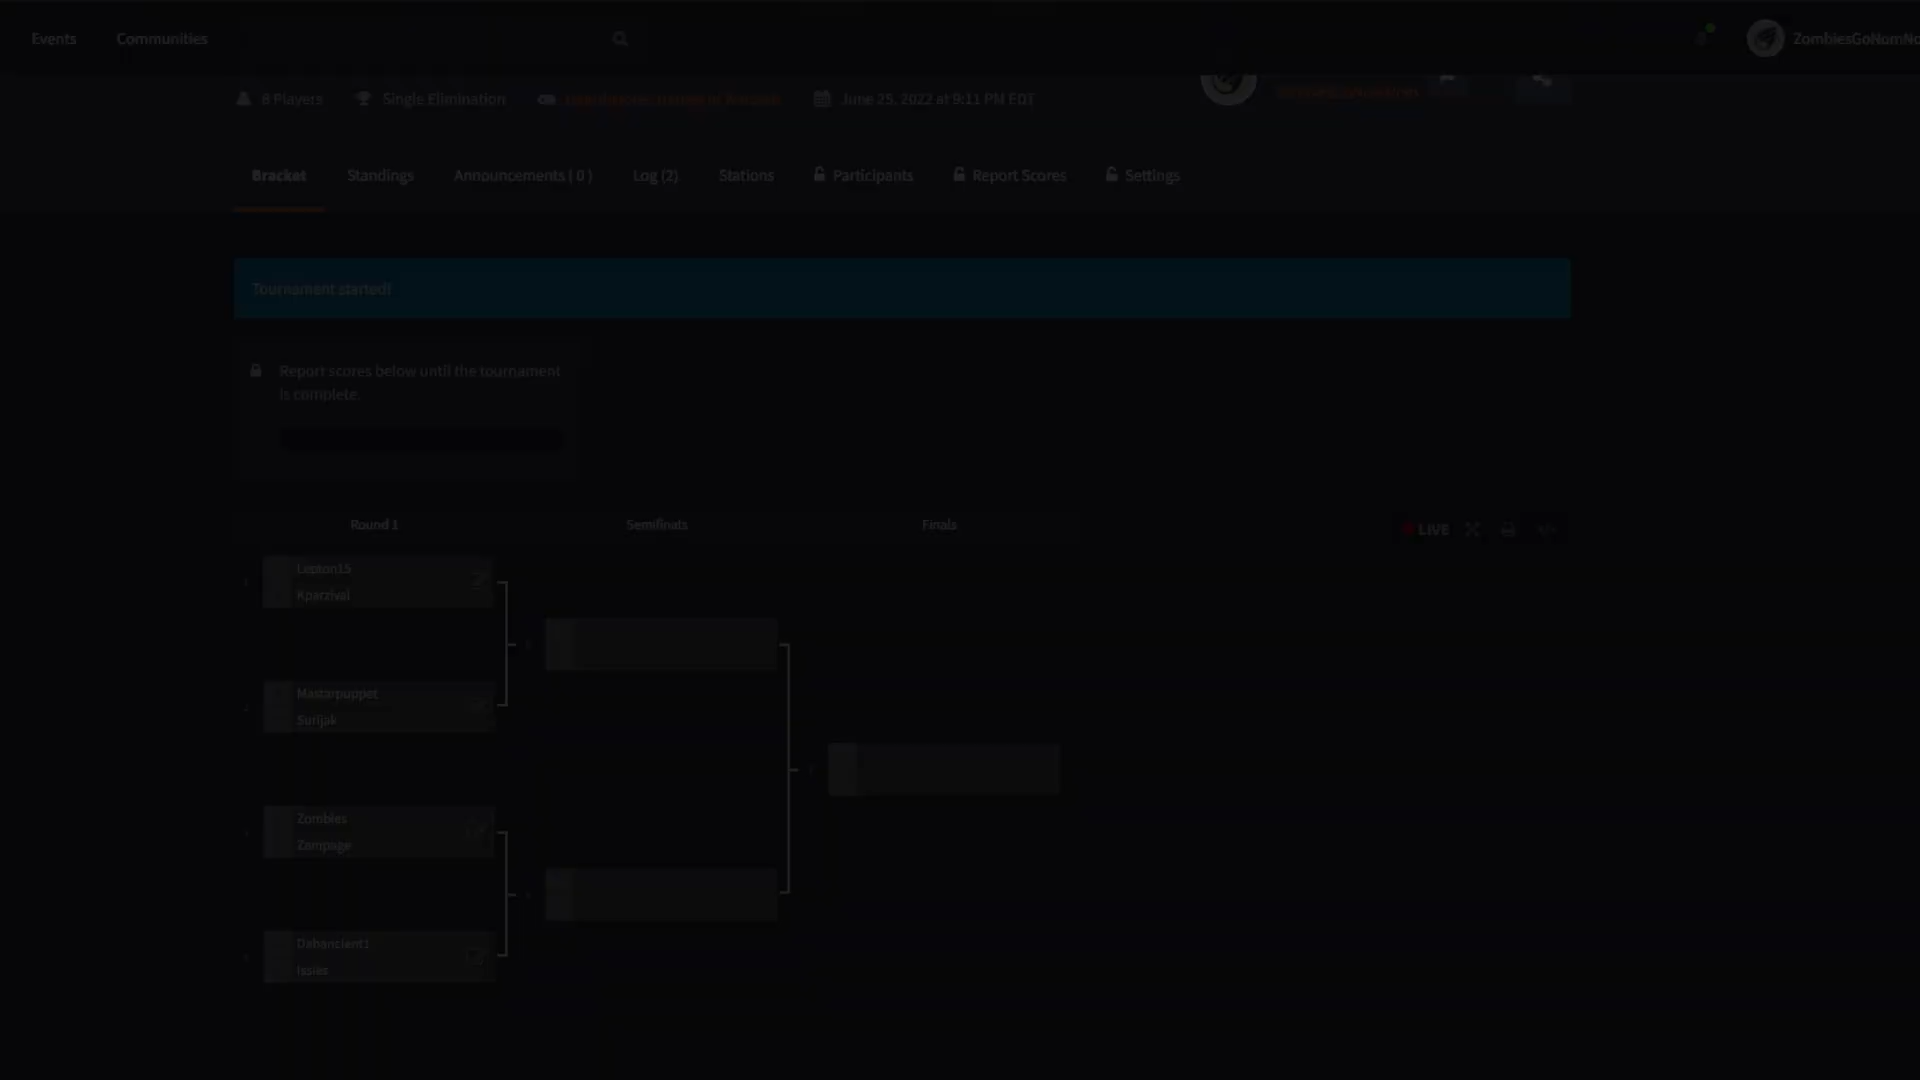 Events Communities ZombiesGoNomNo
8 Players Single Elimination June 25, 2022 at 9:11 PM EDT
Bracket Standings Announcements ( 0 ) Log (2) Stations Participants Report Scores Settings
Tournament started!
Report scores below until the tournament
is complete.
Round 1 Semifinals Finals LIVE
Lepton15
Kparzival
Mastarpuppet
Surijak
Zombies
Zampage
Dabancient1
Issies